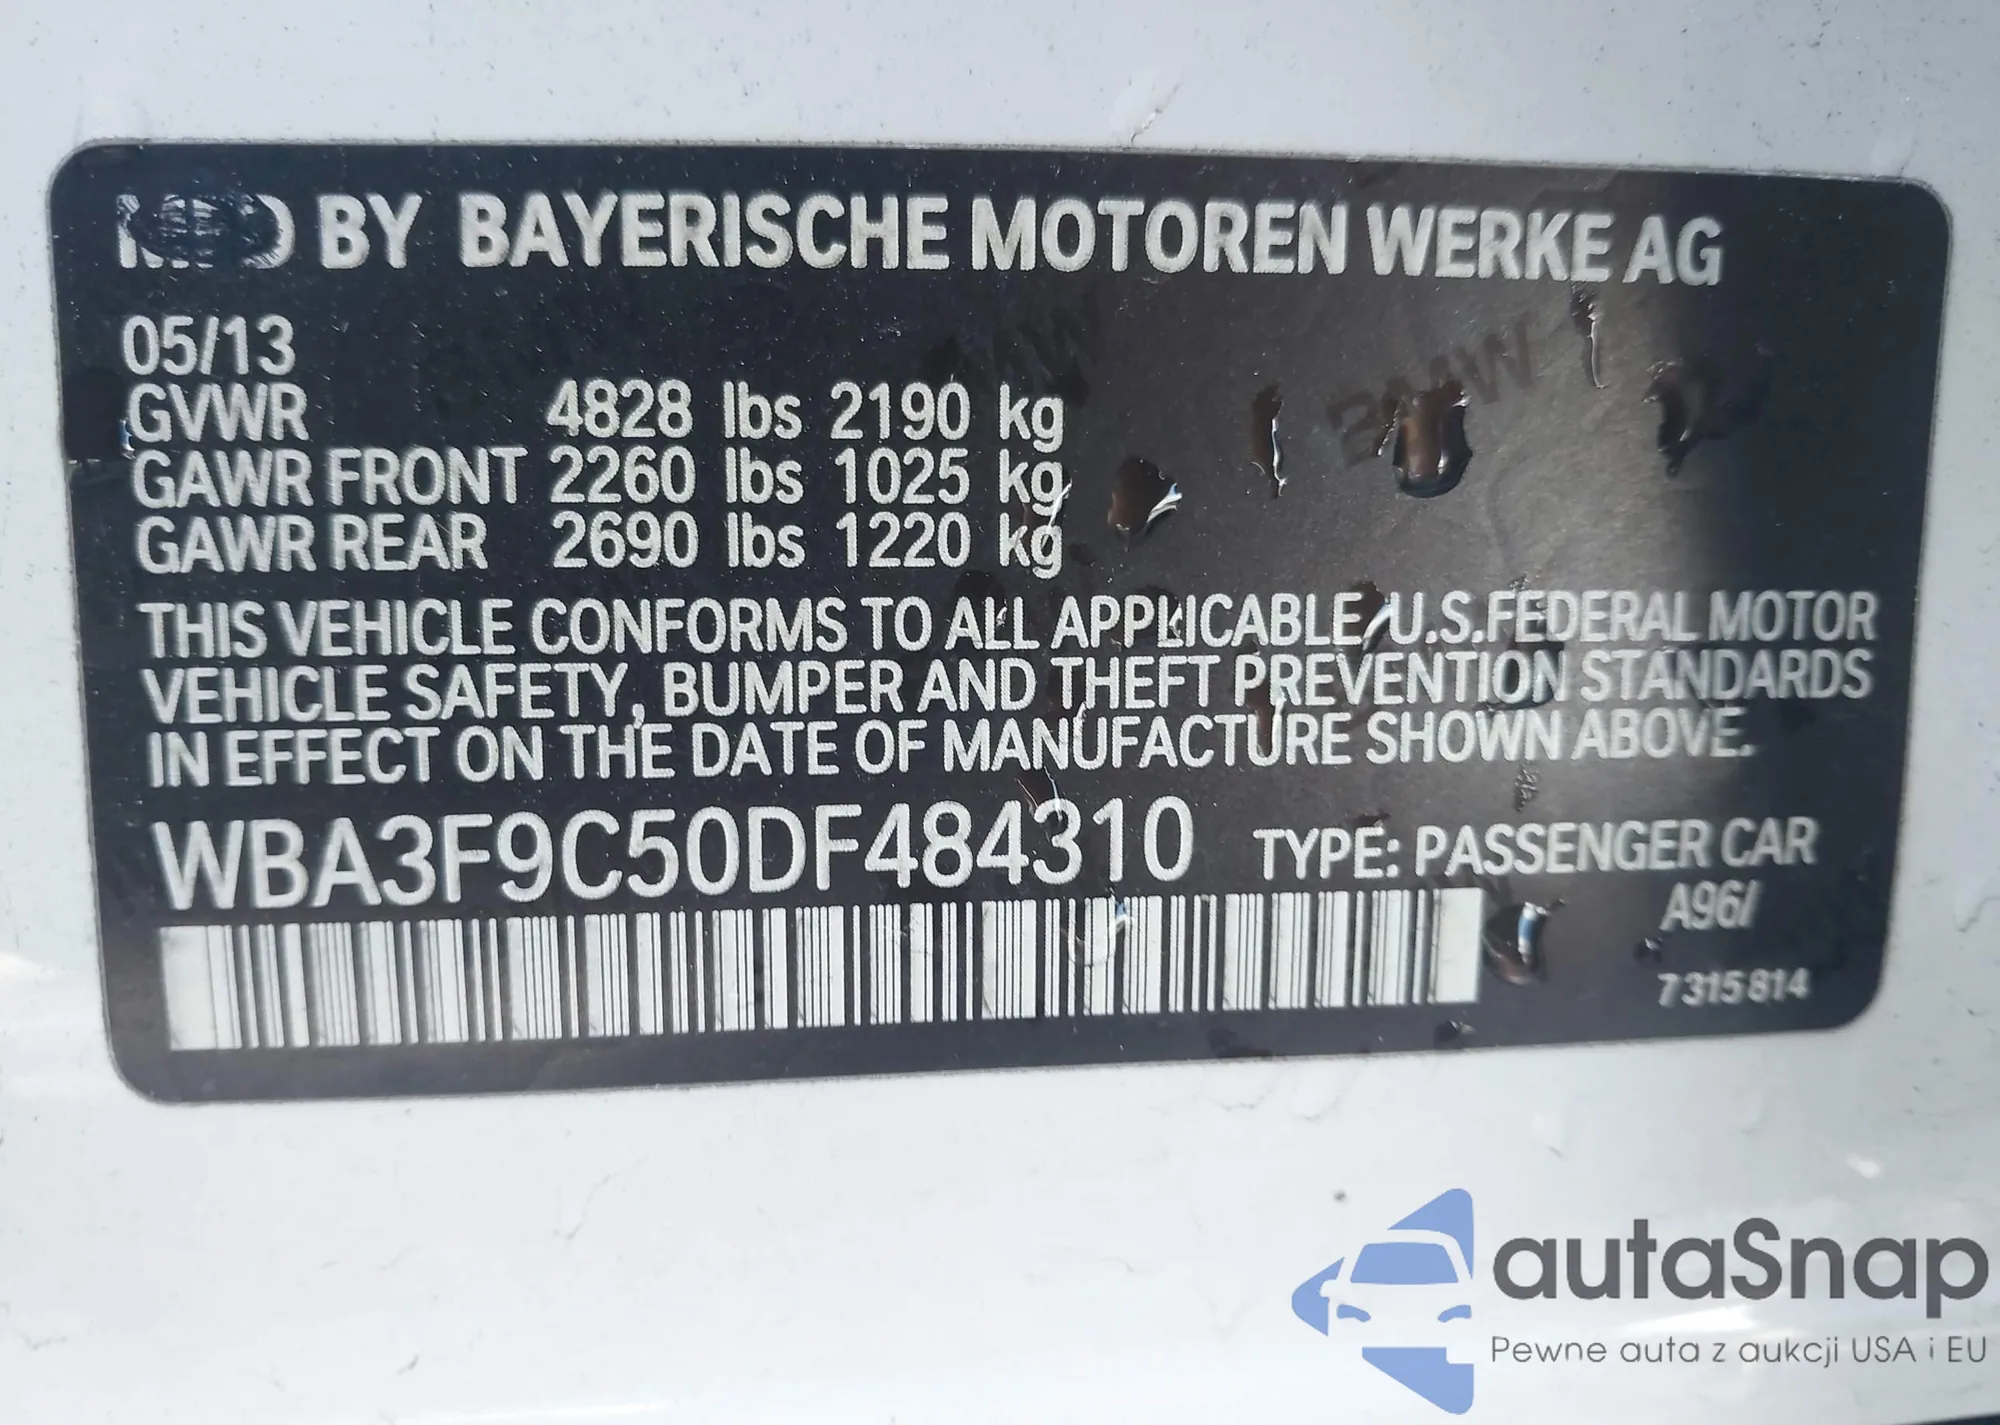 MFD BY BAYERISCHE MOTOREN WERKE AG
05/13
GVWR 4828 lbs 2190 kg
GAWR FRONT 2260 lbs 1025 kg
GAWR REAR 2690 lbs 1220 kg
THIS VEHICLE CONFORMS TO ALL APPLICABLE U.S.FEDERAL MOTOR
VEHICLE SAFETY, BUMPER AND THEFT PREVENTION STANDARDS
IN EFFECT ON THE DATE OF MANUFACTURE SHOWN ABOVE.
WBA3F9C50DF484310 TYPE: PASSENGER CAR
A96/
7315814
autaSnap
Pewne auta z aukcji USA i EU